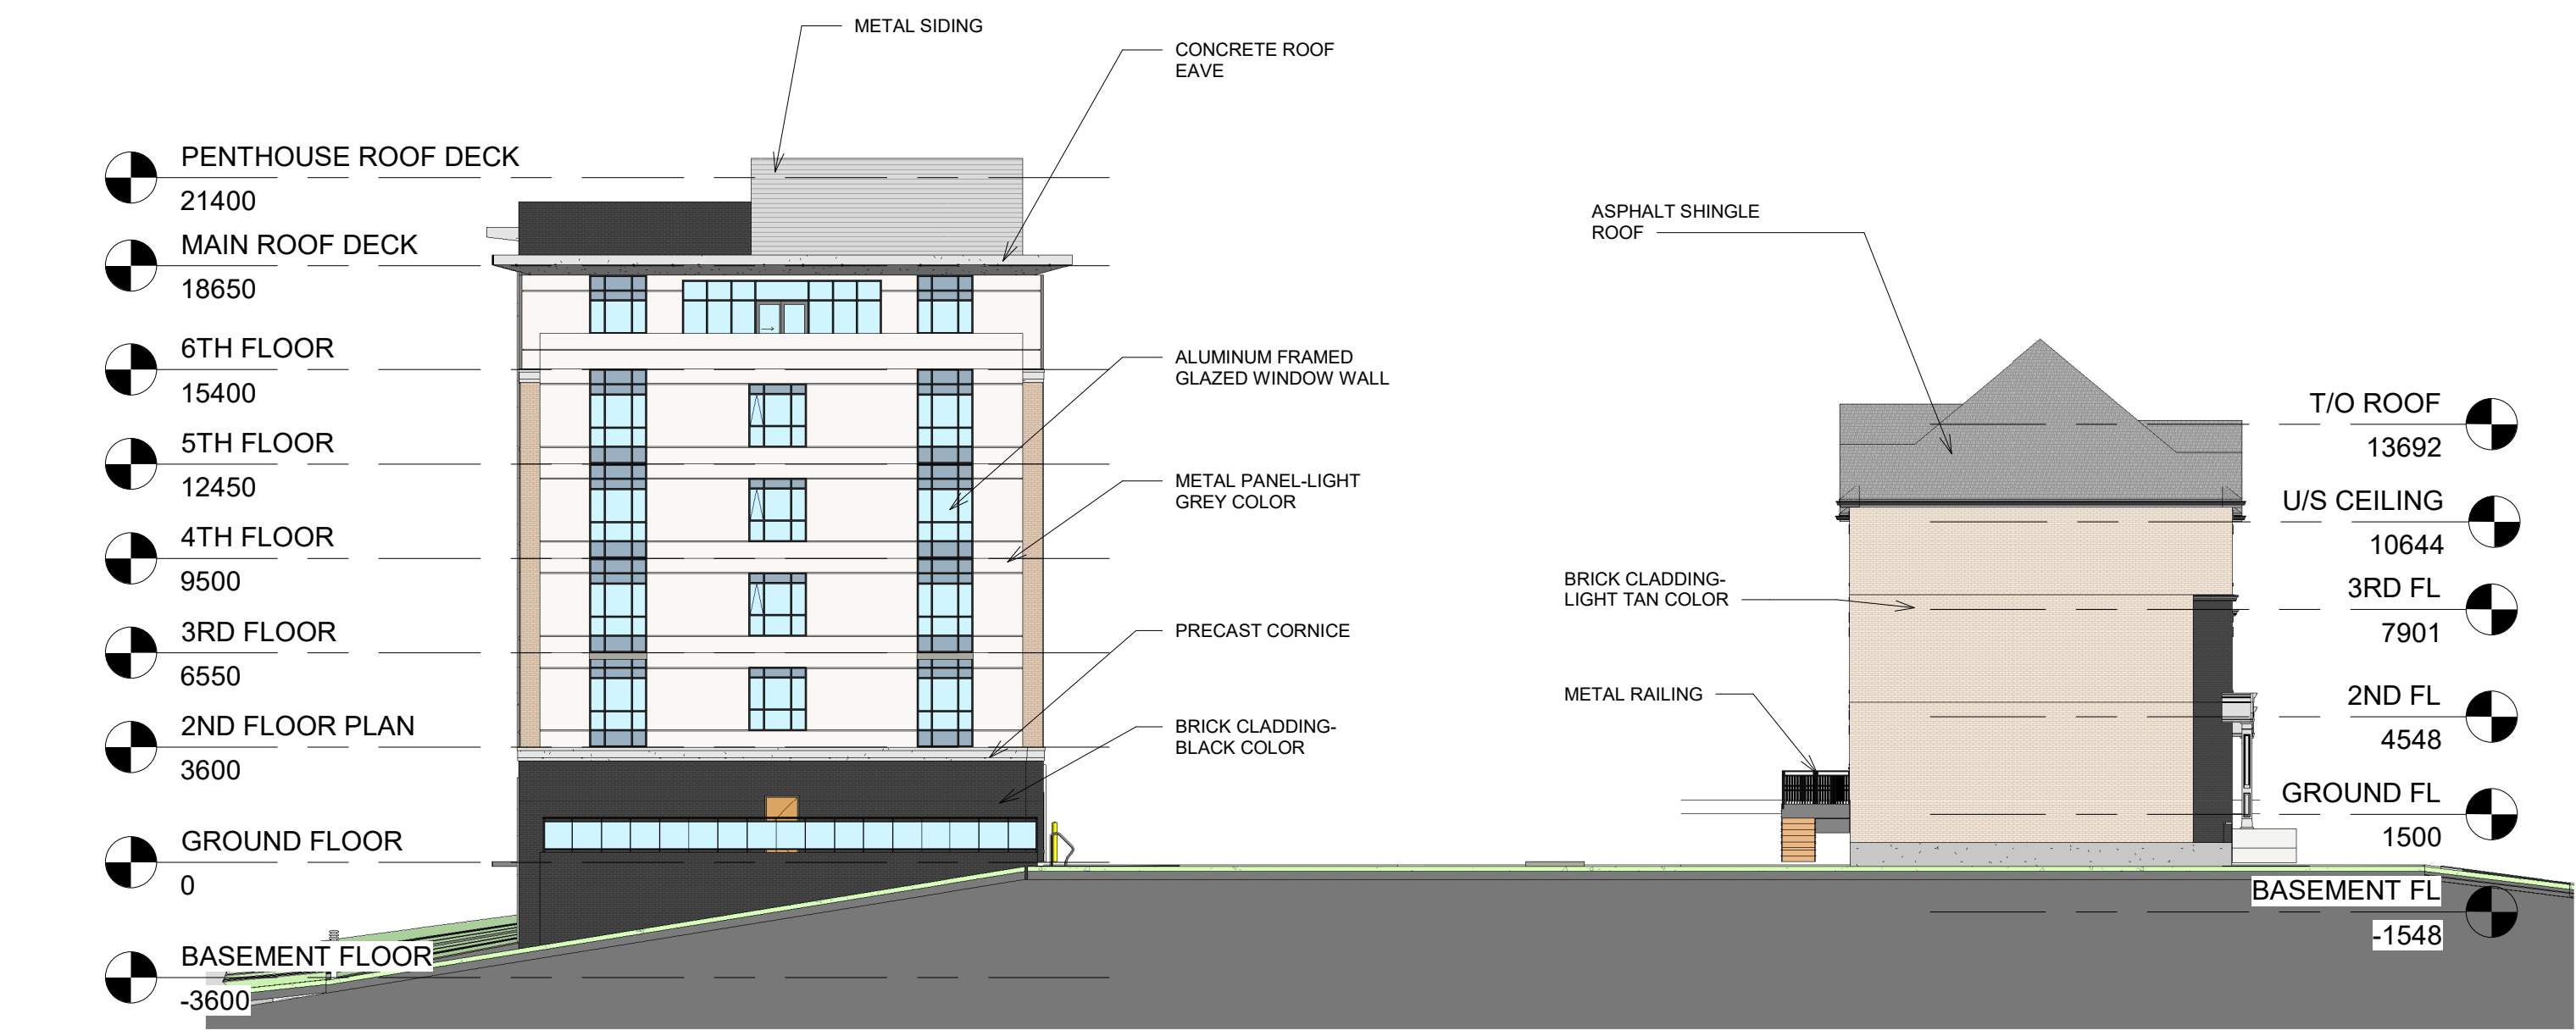 METAL SIDING
CONCRETE ROOF
EAVE
PENTHOUSE ROOF DECK
21400
MAIN ROOF DECK
18650
6TH FLOOR
15400
5TH FLOOR
12450
4TH FLOOR
9500
3RD FLOOR
6550
2ND FLOOR PLAN
3600
GROUND FLOOR
0
BASEMENT FLOOR
-3600
ALUMINUM FRAMED
GLAZED WINDOW WALL
METAL PANEL-LIGHT
GREY COLOR
PRECAST CORNICE
BRICK CLADDING-
BLACK COLOR
ASPHALT SHINGLE
ROOF
BRICK CLADDING-
LIGHT TAN COLOR
METAL RAILING
T/O ROOF
13692
U/S CEILING
10644
3RD FL
7901
2ND FL
4548
GROUND FL
1500
BASEMENT FL
-1548